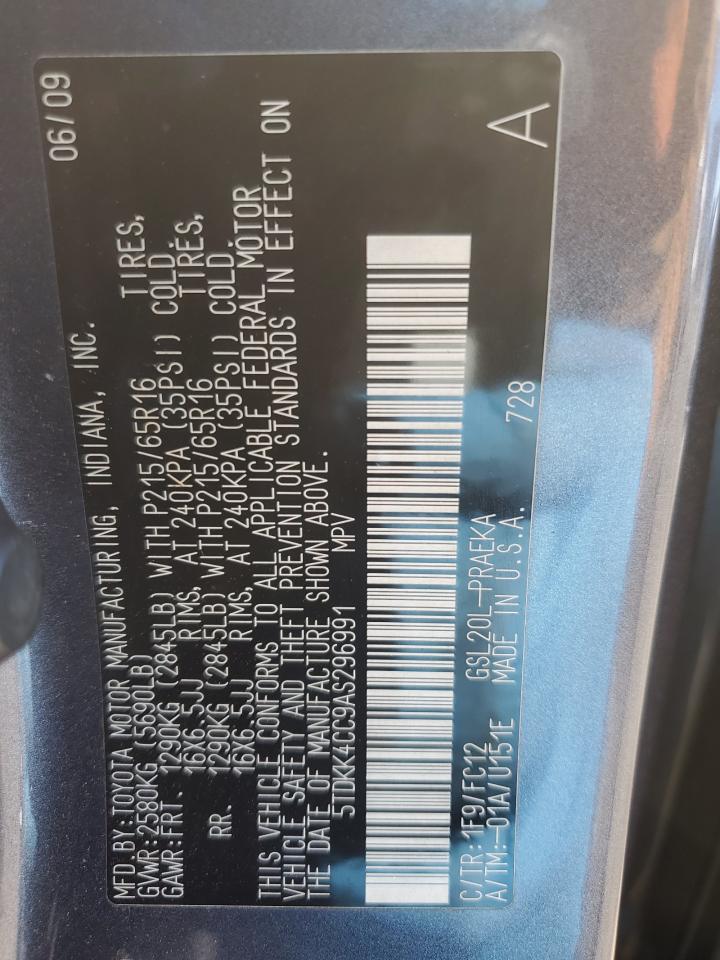 MFD.BY:TOYOTA MOTOR MANUFACTURING, INDIANA, INC. 06/09
GVWR:2580KG (5690LB)
GAWR:FRT. 1290KG (2845LB) WITH P215/65R16 TIRES,
16X6.5JJ RIMS, AT 240KPA (35PSI) COLD.
RR. 1290KG (2845LB) WITH P215/65R16 TIRES,
16X6.5JJ RIMS, AT 240KPA (35PSI) COLD.
THIS VEHICLE CONFORMS TO ALL APPLICABLE FEDERAL MOTOR
VEHICLE SAFETY AND THEFT PREVENTION STANDARDS IN EFFECT ON
THE DATE OF MANUFACTURE SHOWN ABOVE.
5TDKK4CC9AS296991 MPV
C/TR:1F9/FC12 GSL20L-PRAEKA
A/TM:-01A/U151E MADE IN U.S.A. 728 A